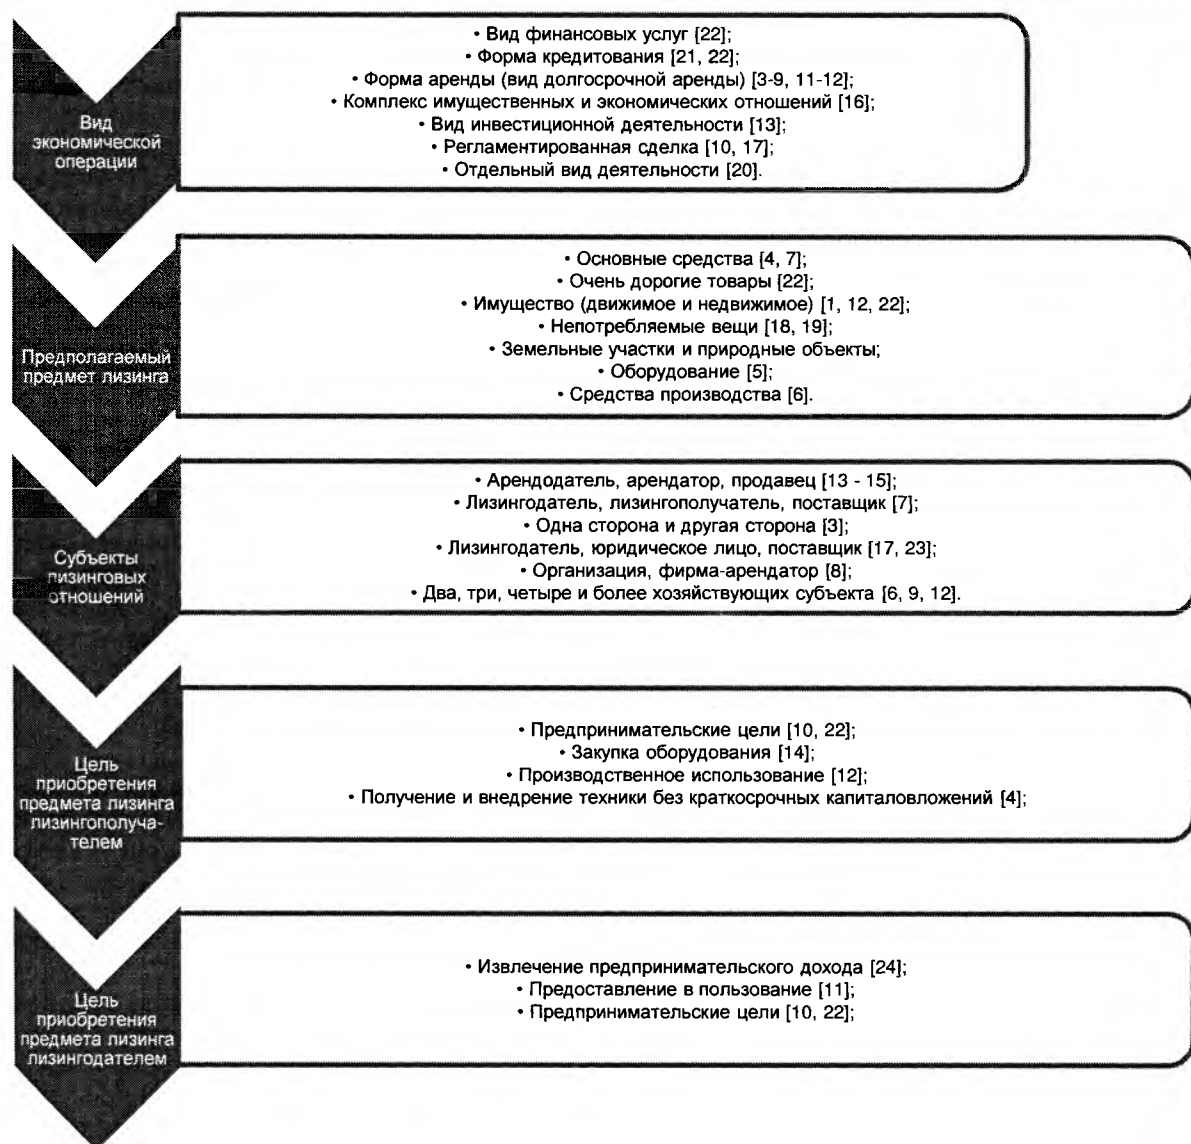 Вид
экономической
операции
• Вид финансовых услуг [22];
• Форма кредитования [21, 22];
• Форма аренды (вид долгосрочной аренды) [3-9, 11-12];
• Комплекс имущественных и экономических отношений [16];
• Вид инвестиционной деятельности [13];
• Регламентированная сделка [10, 17];
• Отдельный вид деятельности [20].
Предполагаемый
предмет лизинга
• Основные средства [4, 7];
• Очень дорогие товары [22];
• Имущество (движимое и недвижимое) [1, 12, 22];
• Непотребляемые вещи [18, 19];
• Земельные участки и природные объекты;
• Оборудование [5];
• Средства производства [6].
Субъекты
лизинговых
отношений
• Арендодатель, арендатор, продавец [13 - 15];
• Лизингодатель, лизингополучатель, поставщик [7];
• Одна сторона и другая сторона [3];
• Лизингодатель, юридическое лицо, поставщик [17, 23];
• Организация, фирма-арендатор [8];
• Два, три, четыре и более хозяйствующих субъекта [6, 9, 12].
Цель
приобретения
предмета лизинга
лизингополуча-
телем
• Предпринимательские цели [10, 22];
• Закупка оборудования [14];
• Производственное использование [12];
• Получение и внедрение техники без краткосрочных капиталовложений [4];
Цель
приобретения
предмета лизинга
лизингодателем
• Извлечение предпринимательского дохода [24];
• Предоставление в пользование [11];
• Предпринимательские цели [10, 22];